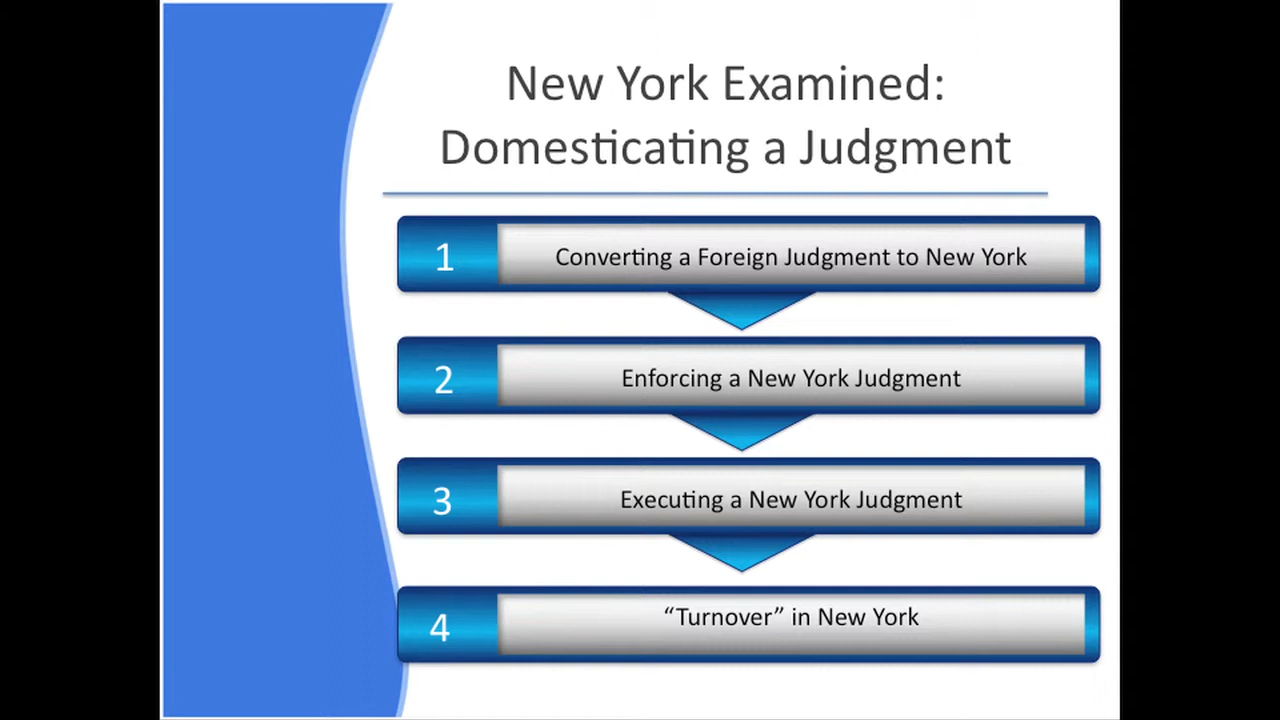 New York Examined:
Domesticating a Judgment
1
Converting a Foreign Judgment to New York
2
Enforcing a New York Judgment
3
Executing a New York Judgment
4
“Turnover” in New York